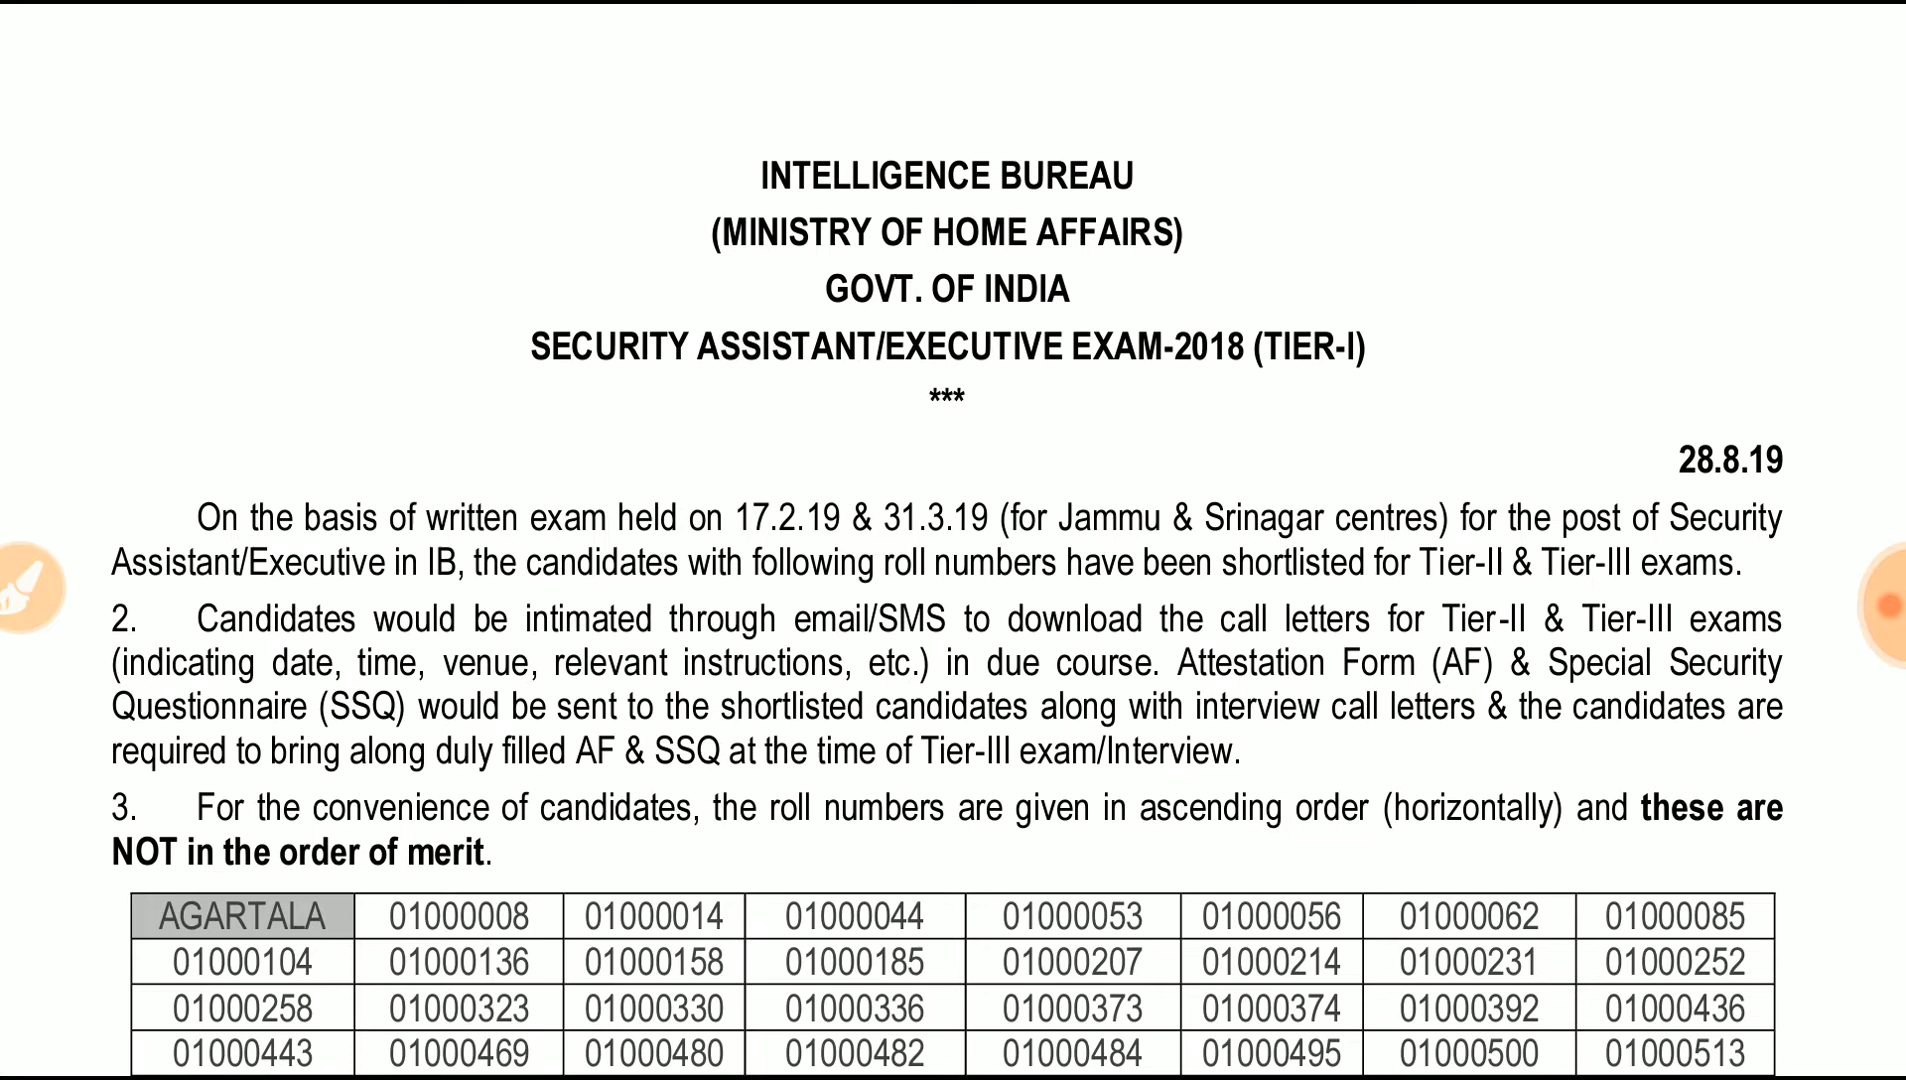 INTELLIGENCE BUREAU
(MINISTRY OF HOME AFFAIRS)
GOVT. OF INDIA
SECURITY ASSISTANT/EXECUTIVE EXAM-2018 (TIER-I)
***
28.8.19
On the basis of written exam held on 17.2.19 & 31.3.19 (for Jammu & Srinagar centres) for the post of Security
Assistant/Executive in IB, the candidates with following roll numbers have been shortlisted for Tier-II & Tier-III exams.
2. Candidates would be intimated through email/SMS to download the call letters for Tier-II & Tier-III exams
(indicating date, time, venue, relevant instructions, etc.) in due course. Attestation Form (AF) & Special Security
Questionnaire (SSQ) would be sent to the shortlisted candidates along with interview call letters & the candidates are
required to bring along duly filled AF & SSQ at the time of Tier-III exam/Interview.
3. For the convenience of candidates, the roll numbers are given in ascending order (horizontally) and these are
NOT in the order of merit.
AGARTALA 01000008 01000014 01000044 01000053 01000056 01000062 01000085
01000104 01000136 01000158 01000185 01000207 01000214 01000231 01000252
01000258 01000323 01000330 01000336 01000373 01000374 01000392 01000436
01000443 01000469 01000480 01000482 01000484 01000495 01000500 01000513